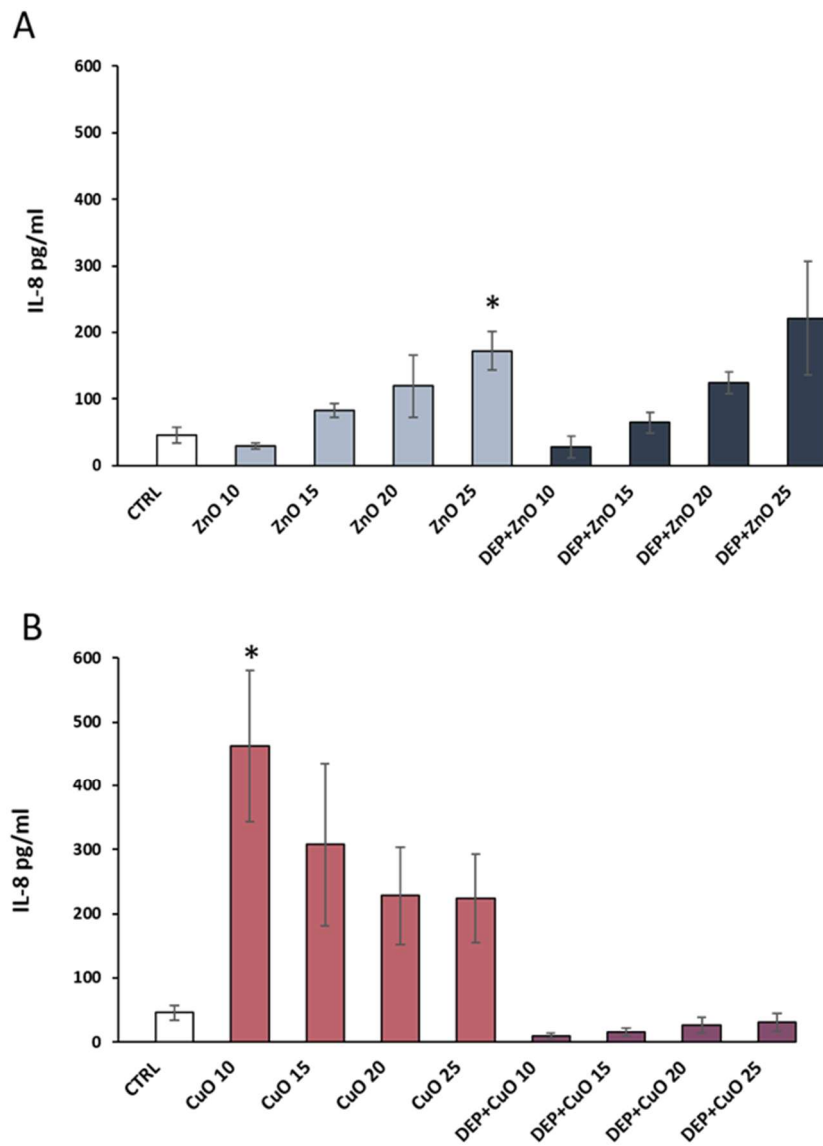 A
600
500
400
300
200
100
0
IL-8 pg/ml
*
CTRL
ZnO 10
ZnO 15
ZnO 20
ZnO 25
DEP+ZnO 10
DEP+ZnO 15
DEP+ZnO 20
DEP+ZnO 25
B
600
500
400
300
200
100
0
IL-8 pg/ml
*
CTRL
CuO 10
CuO 15
CuO 20
CuO 25
DEP+CuO 10
DEP+CuO 15
DEP+CuO 20
DEP+CuO 25